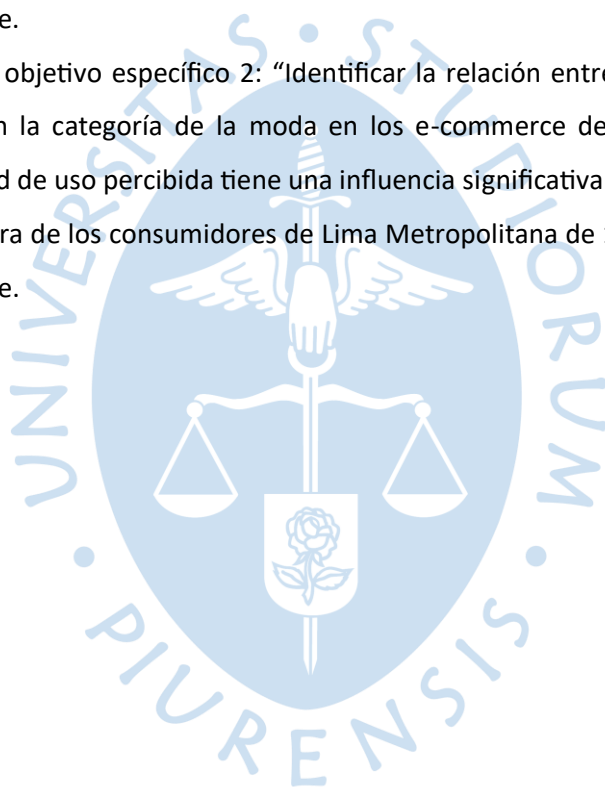 e.
objetivo específico 2: “Identificar la relación entre
la categoría de la moda en los e-commerce de
d de uso percibida tiene una influencia significativa
ra de los consumidores de Lima Metropolitana de
e.
UNIVERSITAS • STUDIORUM • PIURENSIS •